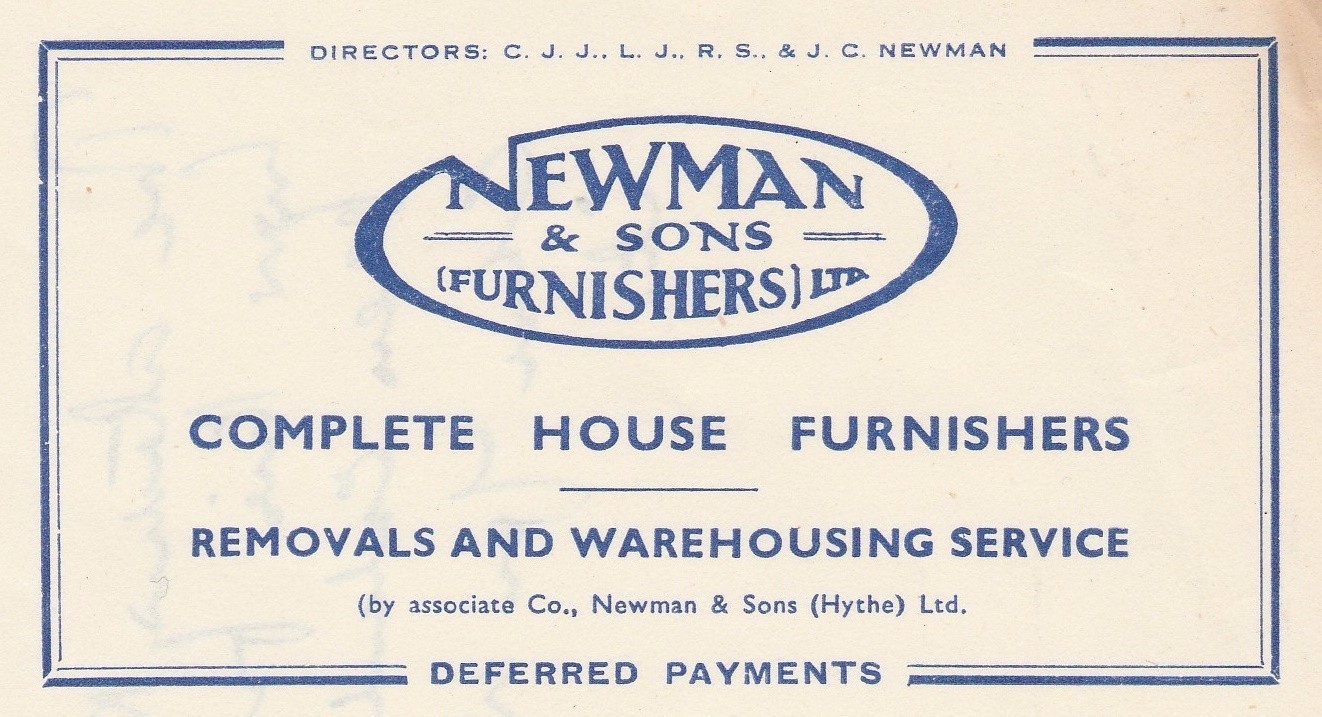 DIRECTORS: C. J. J., L. J., R. S., & J. C. NEWMAN
NEWMAN
& SONS
(FURNISHERS) LTD.
COMPLETE HOUSE FURNISHERS
REMOVALS AND WAREHOUSING SERVICE
(by associate Co., Newman & Sons (Hythe) Ltd.
DEFERRED PAYMENTS